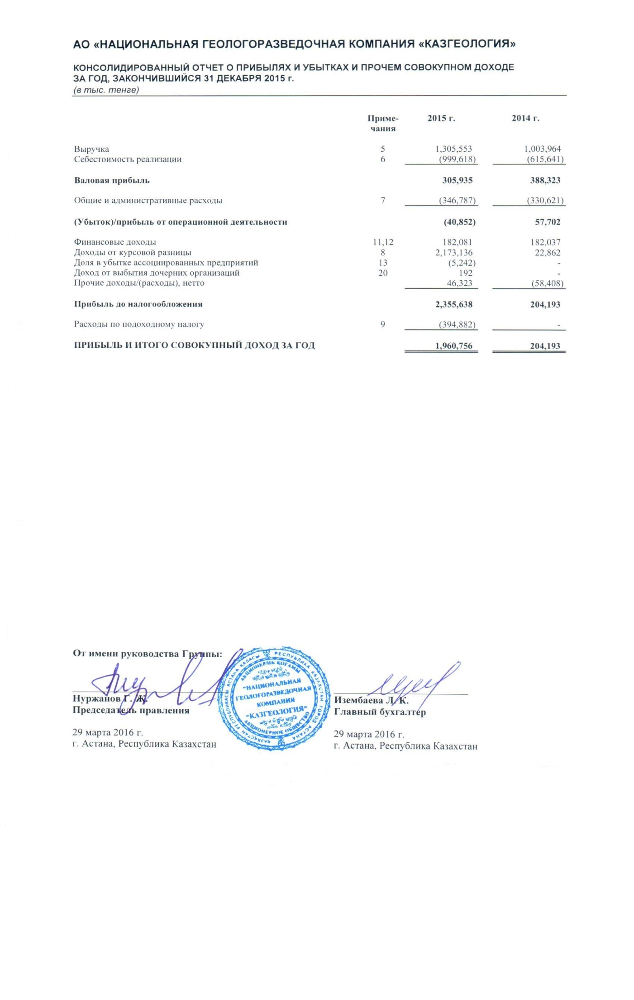 АО «НАЦИОНАЛЬНАЯ ГЕОЛОГОРАЗВЕДОЧНАЯ КОМПАНИЯ «КАЗГЕОЛОГИЯ»
КОНСОЛИДИРОВАННЫЙ ОТЧЕТ О ПРИБЫЛЯХ И УБЫТКАХ И ПРОЧЕМ СОВОКУПНОМ ДОХОДЕ
ЗА ГОД, ЗАКОНЧИВШИЙСЯ 31 ДЕКАБРЯ 2015 г.
(в тыс. тенге)
Приме- 2015 г. 2014 г.
чания
Выручка 5 1,305,553 1,003,964
Себестоимость реализации 6 (999,618) (615,641)
Валовая прибыль 305,935 388,323
Общие и административные расходы 7 (346,787) (330,621)
(Убыток)/прибыль от операционной деятельности (40,852) 57,702
Финансовые доходы 11,12 182,081 182,037
Доходы от курсовой разницы 8 2,173,136 22,862
Доля в убытке ассоциированных предприятий 13 (5,242) -
Доход от выбытия дочерних организаций 20 192 -
Прочие доходы/(расходы), нетто 46,323 (58,408)
Прибыль до налогообложения 2,355,638 204,193
Расходы по подоходному налогу 9 (394,882) -
ПРИБЫЛЬ И ИТОГО СОВОКУПНЫЙ ДОХОД ЗА ГОД 1,960,756 204,193
От имени руководства Группы:
Нуржанов Г. Ж.
Председатель правления
29 марта 2016 г.
г. Астана, Республика Казахстан
РЕСПУБЛИКА КАЗАХСТАН ГОРОД АСТАНА
АКЦИОНЕРЛІК ҚОҒАМЫ
"НАЦИОНАЛЬНАЯ
ГЕОЛОГОРАЗВЕДОЧНАЯ
КОМПАНИЯ
"КАЗГЕОЛОГИЯ"
АКЦИОНЕРНОЕ ОБЩЕСТВО
Изембаева Л. К.
Главный бухгалтер
29 марта 2016 г.
г. Астана, Республика Казахстан